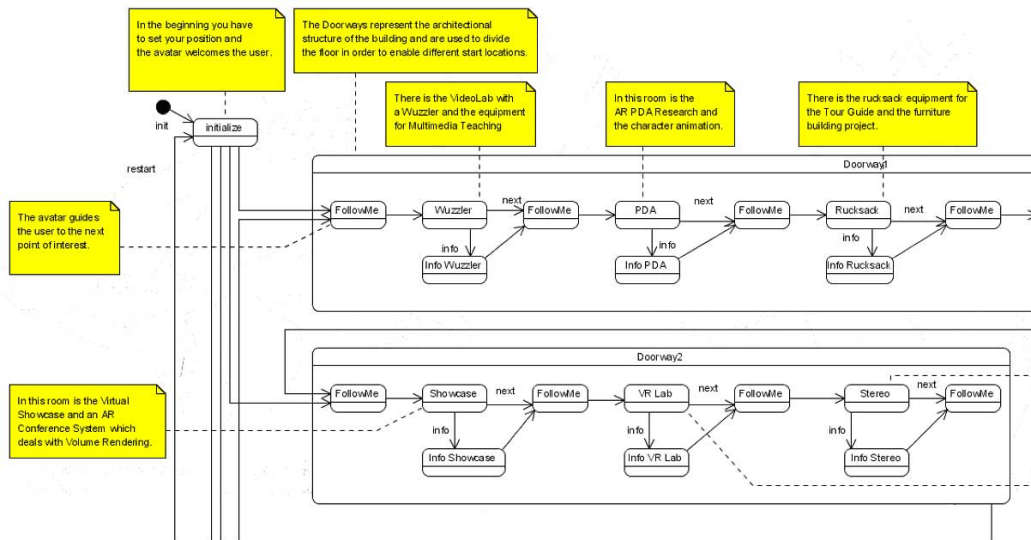 In the beginning you have
to set your position and
the avatar welcomes the user.
The Doorways represent the architectional
structure of the building and are used to divide
the floor in order to enable different start locations.
There is the VideoLab with
a Wuzzler and the equipment
for Multimedia Teaching
In this room is the
AR PDA Research and
the character animation.
There is the rucksack equipment for
the Tour Guide and the furniture
building project.
init
initialize
restart
Doorway1
The avatar guides
the user to the next
point of interest.
FollowMe
Wuzzler
next
FollowMe
PDA
next
FollowMe
Rucksack
next
FollowMe
info
info
info
Info Wuzzler
Info PDA
Info Rucksack
Doorway2
In this room is the Virtual
Showcase and an AR
Conference System which
deals with Volume Rendering.
FollowMe
Showcase
next
FollowMe
VR Lab
next
FollowMe
Stereo
next
FollowMe
info
info
info
Info Showcase
Info VR Lab
Info Stereo